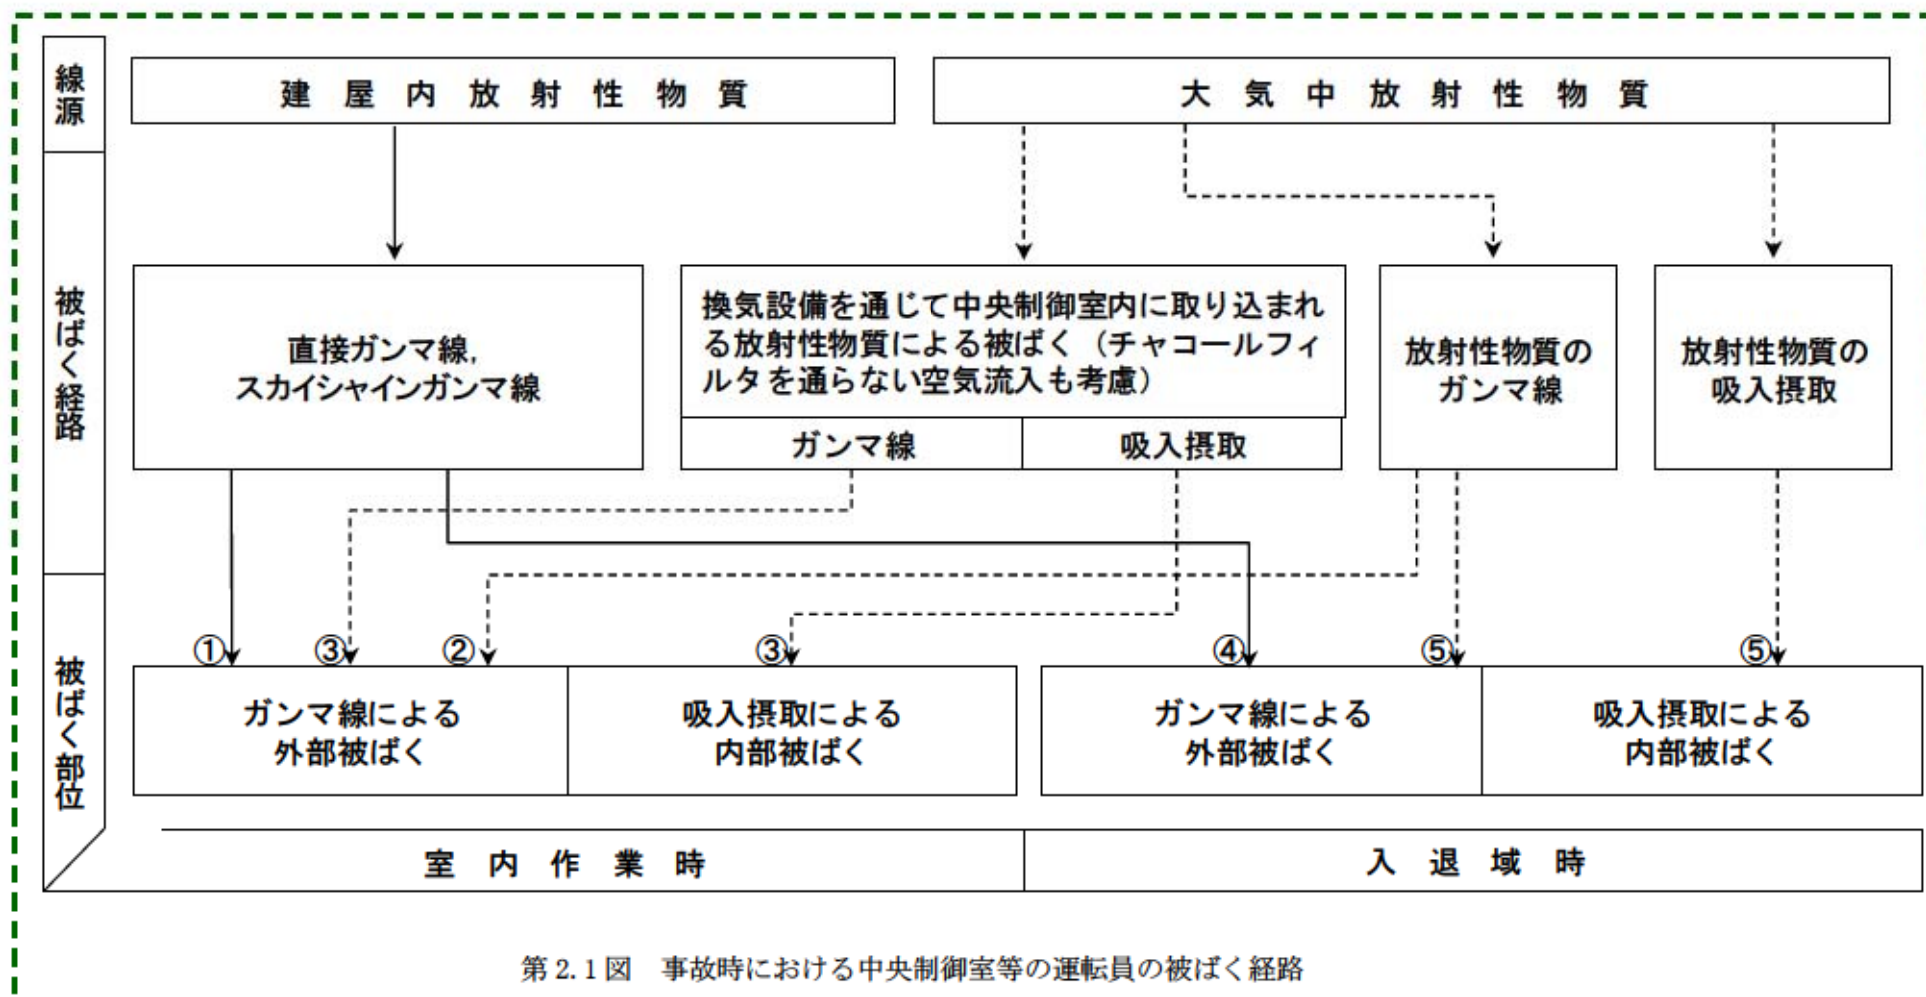 線源
建屋内放射性物質
大気中放射性物質
被ばく経路
直接ガンマ線，
スカイシャインガンマ線
換気設備を通じて中央制御室内に取り込まれ
る放射性物質による被ばく（チャコールフィ
ルタを通らない空気流入も考慮）
ガンマ線
吸入摂取
放射性物質の
ガンマ線
放射性物質の
吸入摂取
被ばく部位
①
③
②
③
④
⑤
⑤
ガンマ線による
外部被ばく
吸入摂取による
内部被ばく
ガンマ線による
外部被ばく
吸入摂取による
内部被ばく
室内作業時
入退域時
第2.1図　事故時における中央制御室等の運転員の被ばく経路